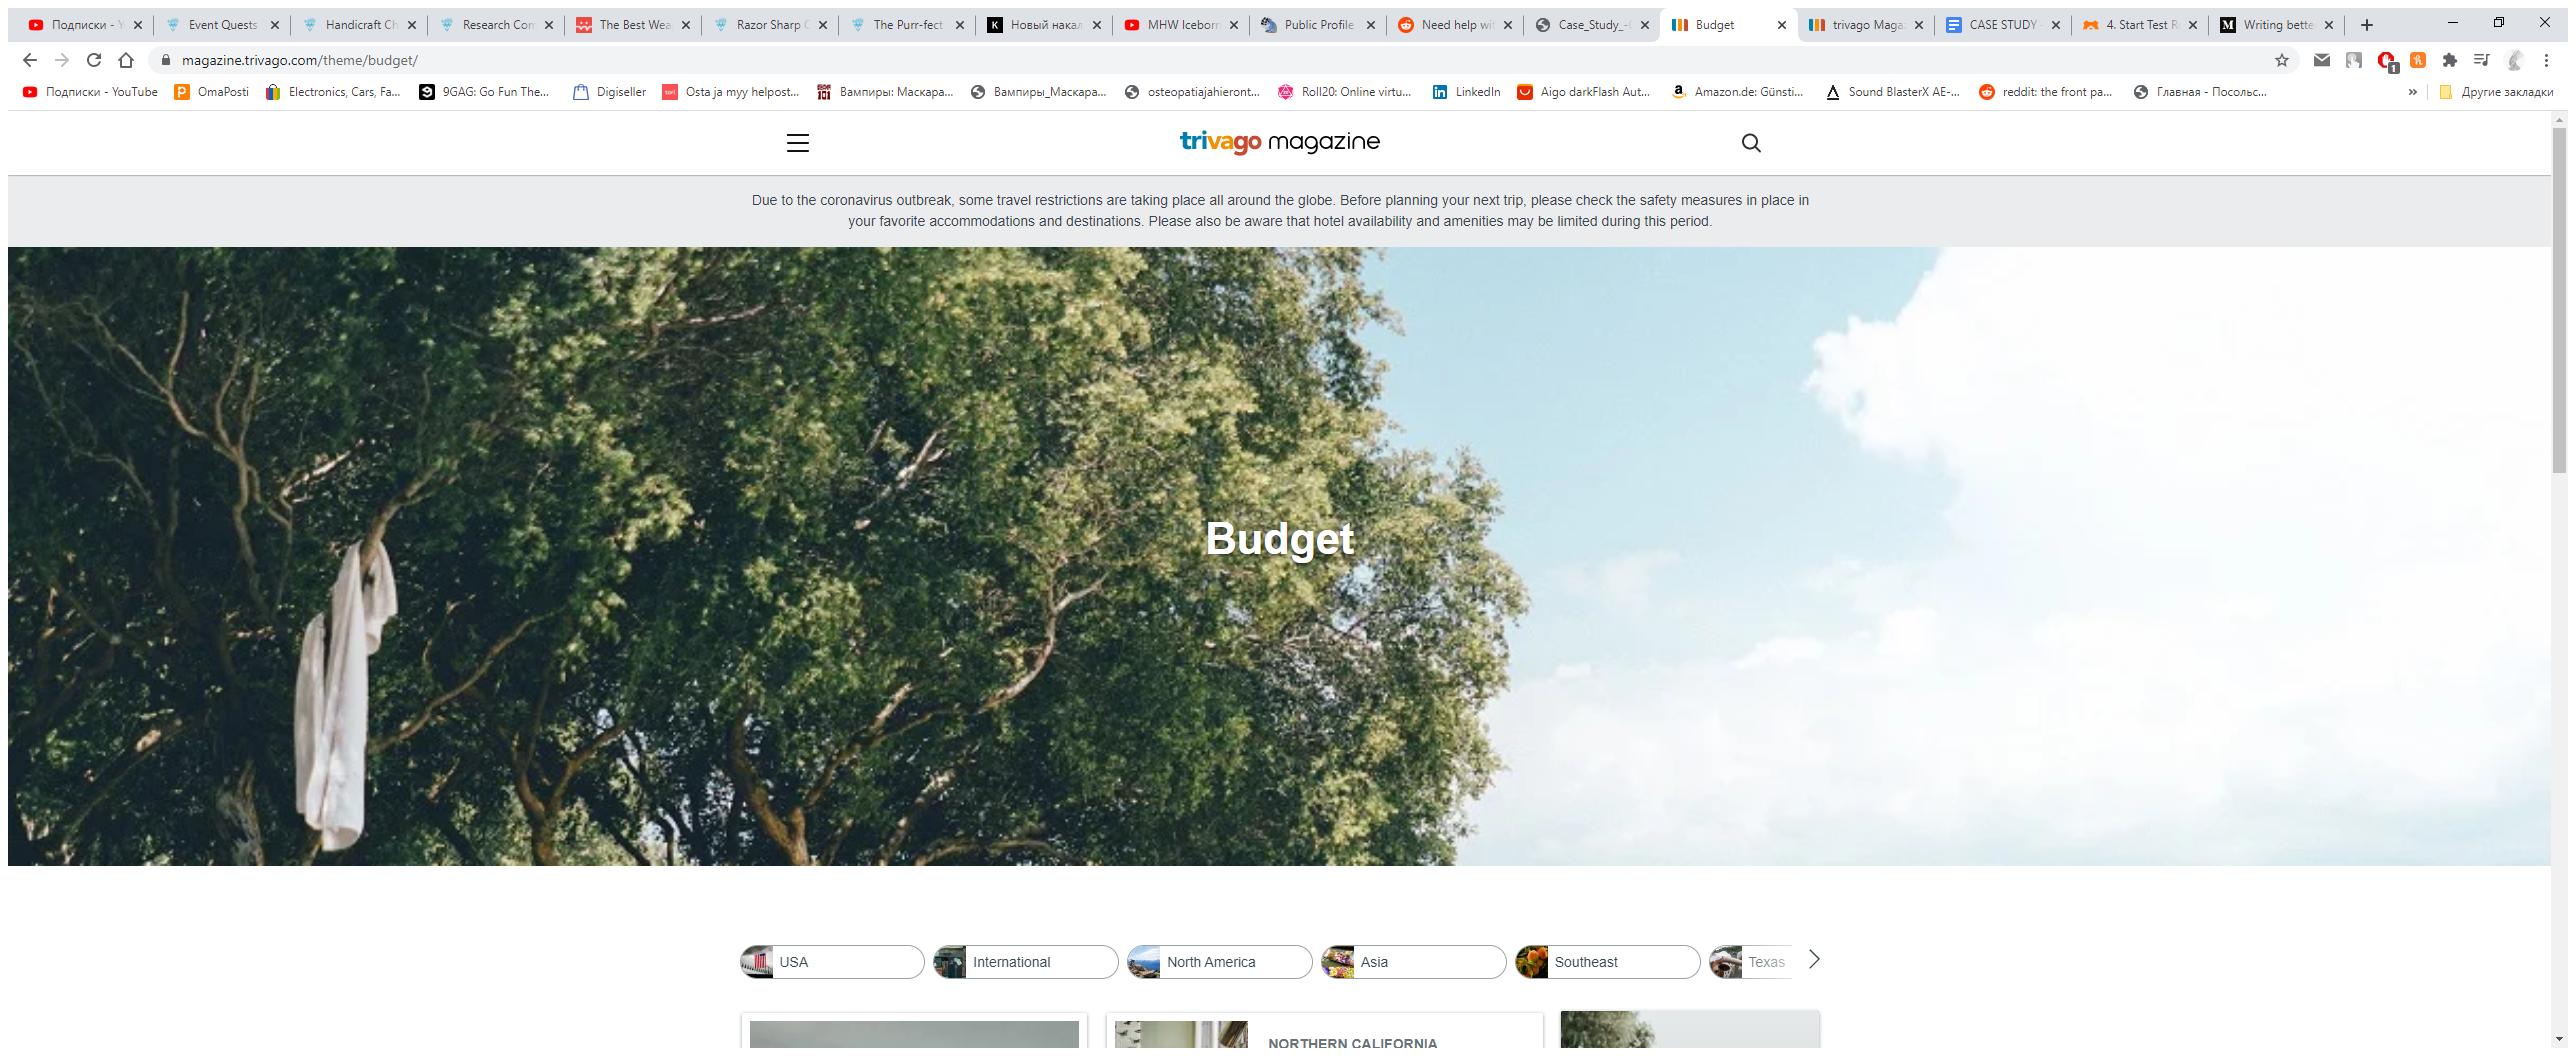 Подписки - Y
Event Quests
Handicraft Ch
Research Com
The Best Wea
Razor Sharp C
The Purr-fect
Новый накал
MHW Iceborn
Public Profile
Need help wit
Case_Study_-(
Budget
trivago Magaz
CASE STUDY -
4. Start Test R
Writing bette
magazine.trivago.com/theme/budget/
1
Подписки - YouTube
OmaPosti
Electronics, Cars, Fa...
9GAG: Go Fun The...
Digiseller
Osta ja myy helpost...
Вампиры: Маскара...
Вампиры_Маскара...
osteopatiajahieront...
Roll20: Online virtu...
LinkedIn
Aigo darkFlash Aut...
Amazon.de: Günsti...
Sound BlasterX AE-...
reddit: the front pa...
Главная - Посольс...
»
Другие закладки
trivago magazine
Due to the coronavirus outbreak, some travel restrictions are taking place all around the globe. Before planning your next trip, please check the safety measures in place in
your favorite accommodations and destinations. Please also be aware that hotel availability and amenities may be limited during this period.
Budget
USA
International
North America
Asia
Southeast
Texas
NORTHERN CALIFORNIA